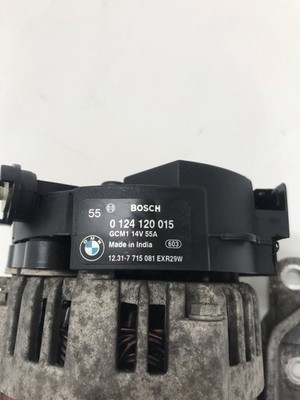 55 BOSCH
0 124 120 015
GCM1 14V 55A
Made in India 603
12.31-7 715 081 EXR29W